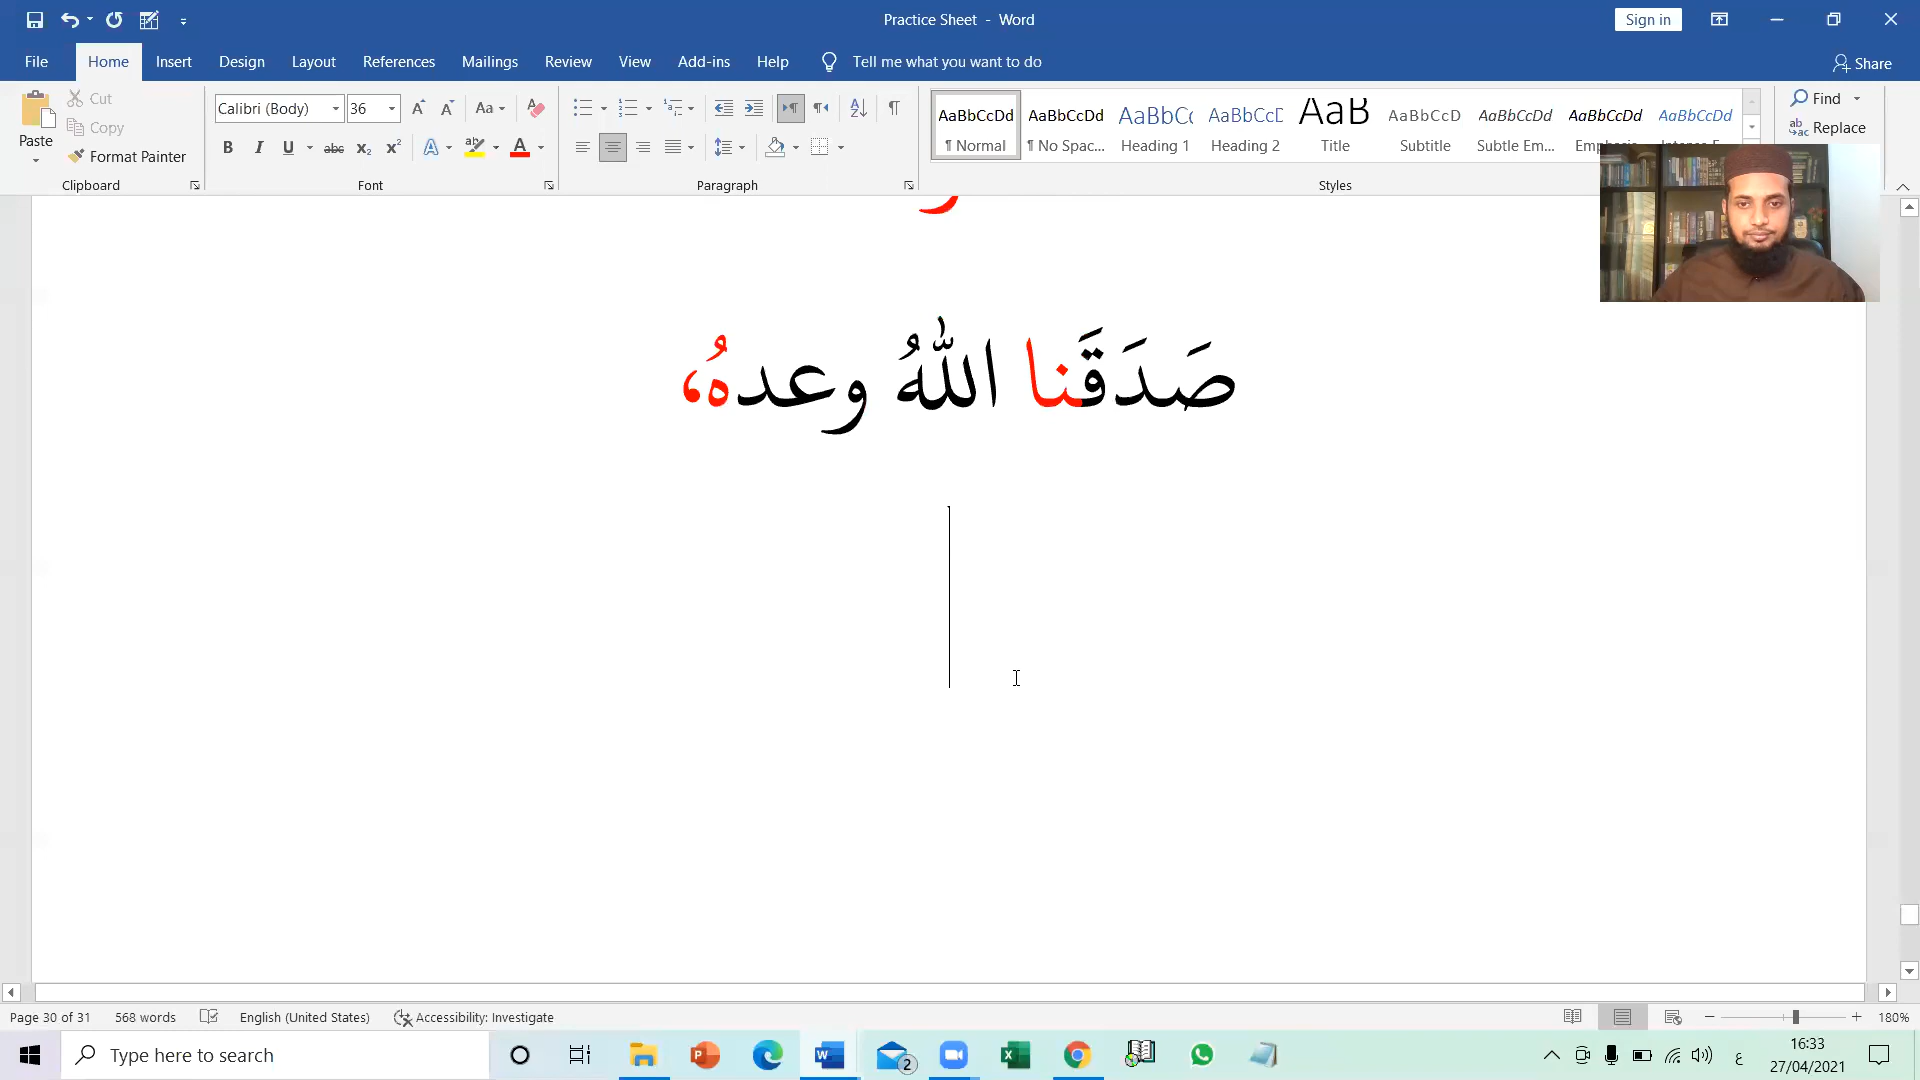 Practice Sheet - Word
Sign in
File Home Insert Design Layout References Mailings Review View Add-ins Help Tell me what you want to do Share
Paste
Cut
Copy
Format Painter
Clipboard
Calibri (Body) 36
Font
Paragraph
AaBbCcDd AaBbCcDd AaBbCc AaBbCcD AaB AaBbCcD AaBbCcDd AaBbCcDd AaBbCcDd
¶ Normal ¶ No Spac... Heading 1 Heading 2 Title Subtitle Subtle Em...
Styles
Find
Replace
صَدَقَنا اللهُ وعدهُ،
Page 30 of 31 568 words English (United States) Accessibility: Investigate 180%
Type here to search
2
ع
16:33
27/04/2021